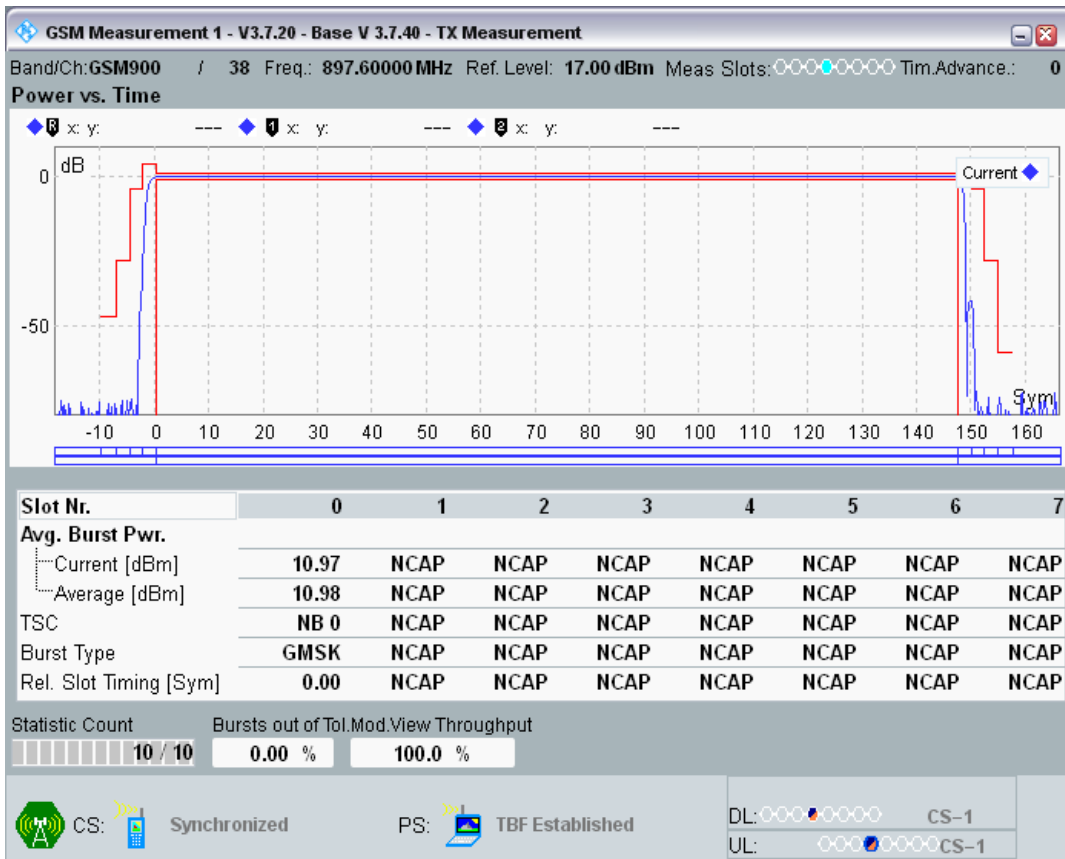 GSM Measurement 1 - V3.7.20 - Base V 3.7.40 - TX Measurement
Band/Ch:GSM900 / 38 Freq.: 897.60000 MHz Ref. Level: 17.00 dBm Meas Slots: Tim.Advance.: 0
Power vs. Time
R x: y: --- 1 x: y: --- 2 x: y: ---
dB
Current
0
-50
Sym
-10 0 10 20 30 40 50 60 70 80 90 100 110 120 130 140 150 160
Slot Nr. 0 1 2 3 4 5 6 7
Avg. Burst Pwr.
Current [dBm] 10.97 NCAP NCAP NCAP NCAP NCAP NCAP NCAP
Average [dBm] 10.98 NCAP NCAP NCAP NCAP NCAP NCAP NCAP
TSC NB 0 NCAP NCAP NCAP NCAP NCAP NCAP NCAP
Burst Type GMSK NCAP NCAP NCAP NCAP NCAP NCAP NCAP
Rel. Slot Timing [Sym] 0.00 NCAP NCAP NCAP NCAP NCAP NCAP NCAP
Statistic Count Bursts out of Tol.Mod.View Throughput
10 / 10 0.00 % 100.0 %
CS: Synchronized PS: TBF Established
DL: CS-1
UL: CS-1